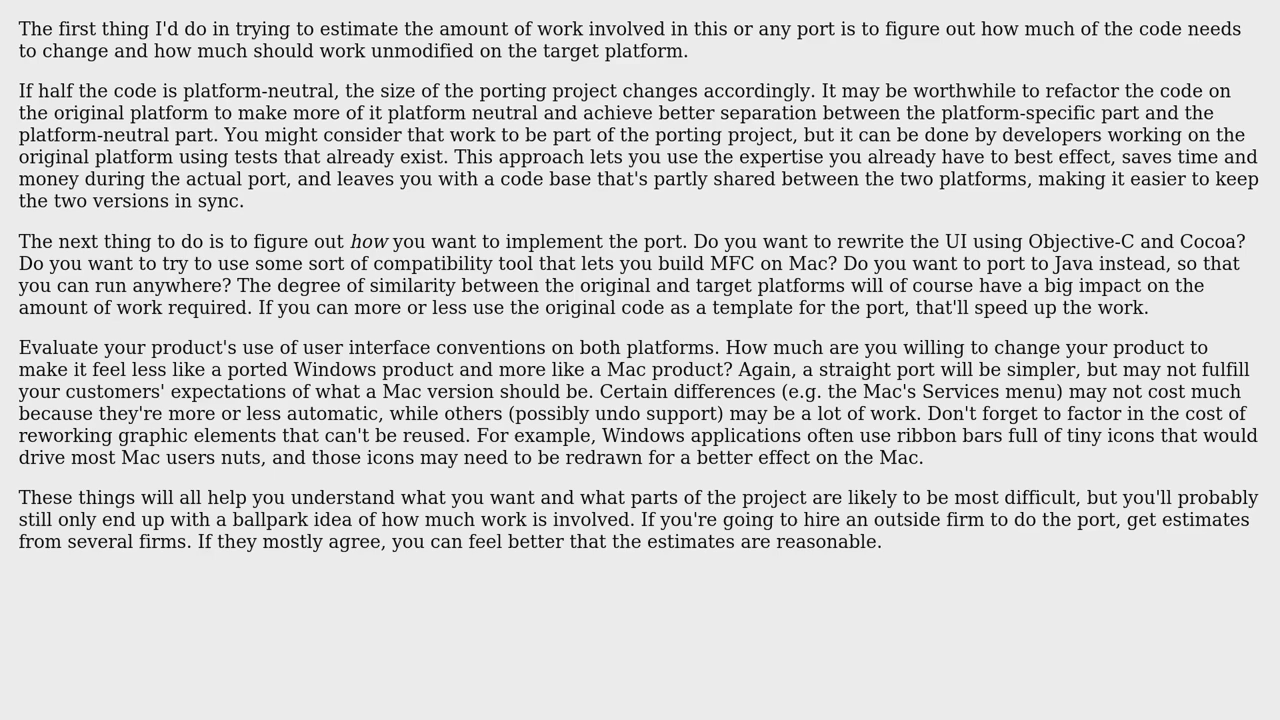 The first thing I'd do in trying to estimate the amount of work involved in this or any port is to figure out how much of the code needs
to change and how much should work unmodified on the target platform.
If half the code is platform-neutral, the size of the porting project changes accordingly. It may be worthwhile to refactor the code on
the original platform to make more of it platform neutral and achieve better separation between the platform-specific part and the
platform-neutral part. You might consider that work to be part of the porting project, but it can be done by developers working on the
original platform using tests that already exist. This approach lets you use the expertise you already have to best effect, saves time and
money during the actual port, and leaves you with a code base that's partly shared between the two platforms, making it easier to keep
the two versions in sync.
The next thing to do is to figure out how you want to implement the port. Do you want to rewrite the UI using Objective-C and Cocoa?
Do you want to try to use some sort of compatibility tool that lets you build MFC on Mac? Do you want to port to Java instead, so that
you can run anywhere? The degree of similarity between the original and target platforms will of course have a big impact on the
amount of work required. If you can more or less use the original code as a template for the port, that'll speed up the work.
Evaluate your product's use of user interface conventions on both platforms. How much are you willing to change your product to
make it feel less like a ported Windows product and more like a Mac product? Again, a straight port will be simpler, but may not fulfill
your customers' expectations of what a Mac version should be. Certain differences (e.g. the Mac's Services menu) may not cost much
because they're more or less automatic, while others (possibly undo support) may be a lot of work. Don't forget to factor in the cost of
reworking graphic elements that can't be reused. For example, Windows applications often use ribbon bars full of tiny icons that would
drive most Mac users nuts, and those icons may need to be redrawn for a better effect on the Mac.
These things will all help you understand what you want and what parts of the project are likely to be most difficult, but you'll probably
still only end up with a ballpark idea of how much work is involved. If you're going to hire an outside firm to do the port, get estimates
from several firms. If they mostly agree, you can feel better that the estimates are reasonable.